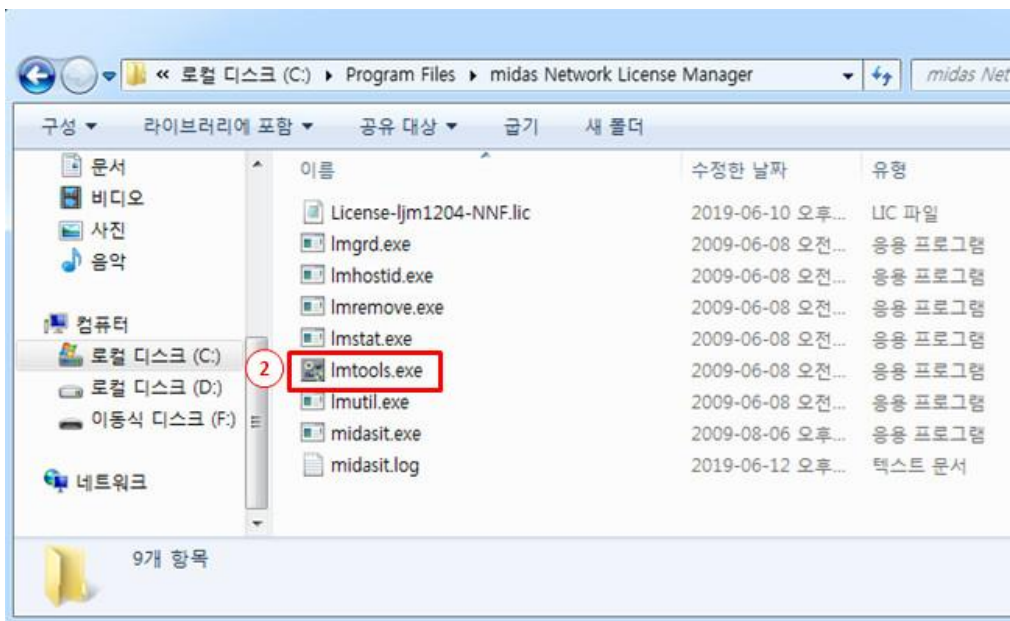 « 로컬 디스크 (C:) ▸ Program Files ▸ midas Network License Manager midas Net
구성 라이브러리에 포함 공유 대상 굽기 새 폴더
문서
비디오
사진
음악
컴퓨터
로컬 디스크 (C:)
로컬 디스크 (D:)
이동식 디스크 (F:)
네트워크
이름 수정한 날짜 유형
License-ljm1204-NNF.lic 2019-06-10 오후... LIC 파일
lmgrd.exe 2009-06-08 오전... 응용 프로그램
lmhostid.exe 2009-06-08 오전... 응용 프로그램
lmremove.exe 2009-06-08 오전... 응용 프로그램
lmstat.exe 2009-06-08 오전... 응용 프로그램
2 lmtools.exe 2009-06-08 오전... 응용 프로그램
lmutil.exe 2009-06-08 오전... 응용 프로그램
midasit.exe 2009-08-06 오후... 응용 프로그램
midasit.log 2019-06-12 오후... 텍스트 문서
9개 항목